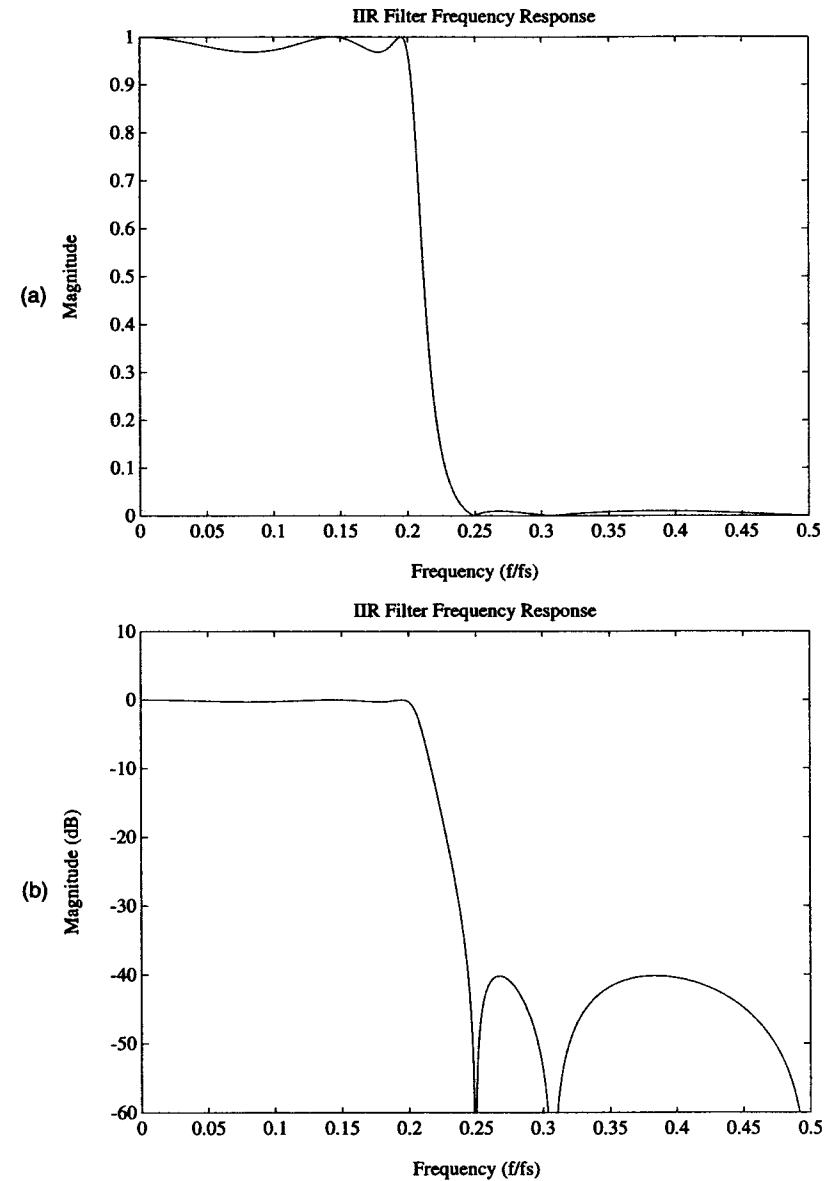 IIR Filter Frequency Response
1
0.9
0.8
0.7
0.6
0.5
0.4
0.3
0.2
0.1
0
(a)
Magnitude
0 0.05 0.1 0.15 0.2 0.25 0.3 0.35 0.4 0.45 0.5
Frequency (f/fs)
IIR Filter Frequency Response
10
0
-10
-20
-30
-40
-50
-60
(b)
Magnitude (dB)
0 0.05 0.1 0.15 0.2 0.25 0.3 0.35 0.4 0.45 0.5
Frequency (f/fs)